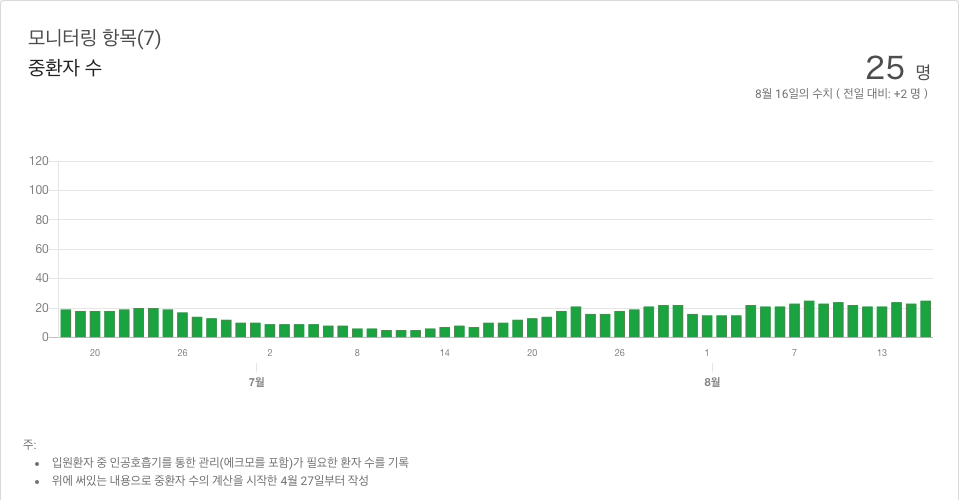 모니터링 항목(7)
중환자 수
25 명
8월 16일의 수치 ( 전일 대비: +2 명 )
120
100
80
60
40
20
0
20 26 2 8 14 20 26 1 7 13
7월 8월
주:
• 입원환자 중 인공호흡기를 통한 관리(에크모를 포함)가 필요한 환자 수를 기록
• 위에 써있는 내용으로 중환자 수의 계산을 시작한 4월 27일부터 작성